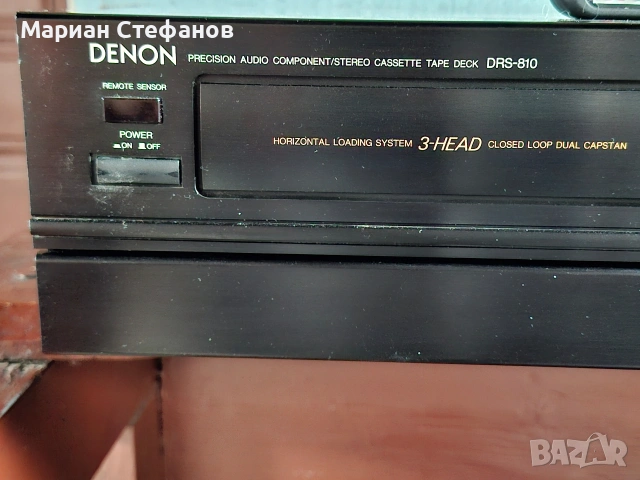 Мариан Стефанов
DENON PRECISION AUDIO COMPONENT/STEREO CASSETTE TAPE DECK DRS-810
REMOTE SENSOR
POWER
ON OFF
HORIZONTAL LOADING SYSTEM 3-HEAD CLOSED LOOP DUAL CAPSTAN
BAZAR